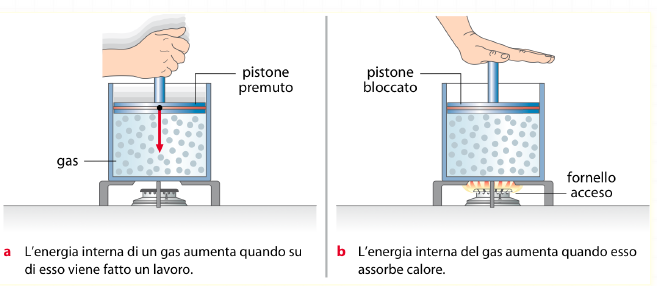 pistone
premuto
gas
a L'energia interna di un gas aumenta quando su
di esso viene fatto un lavoro.
pistone
bloccato
fornello
acceso
b L'energia interna del gas aumenta quando esso
assorbe calore.